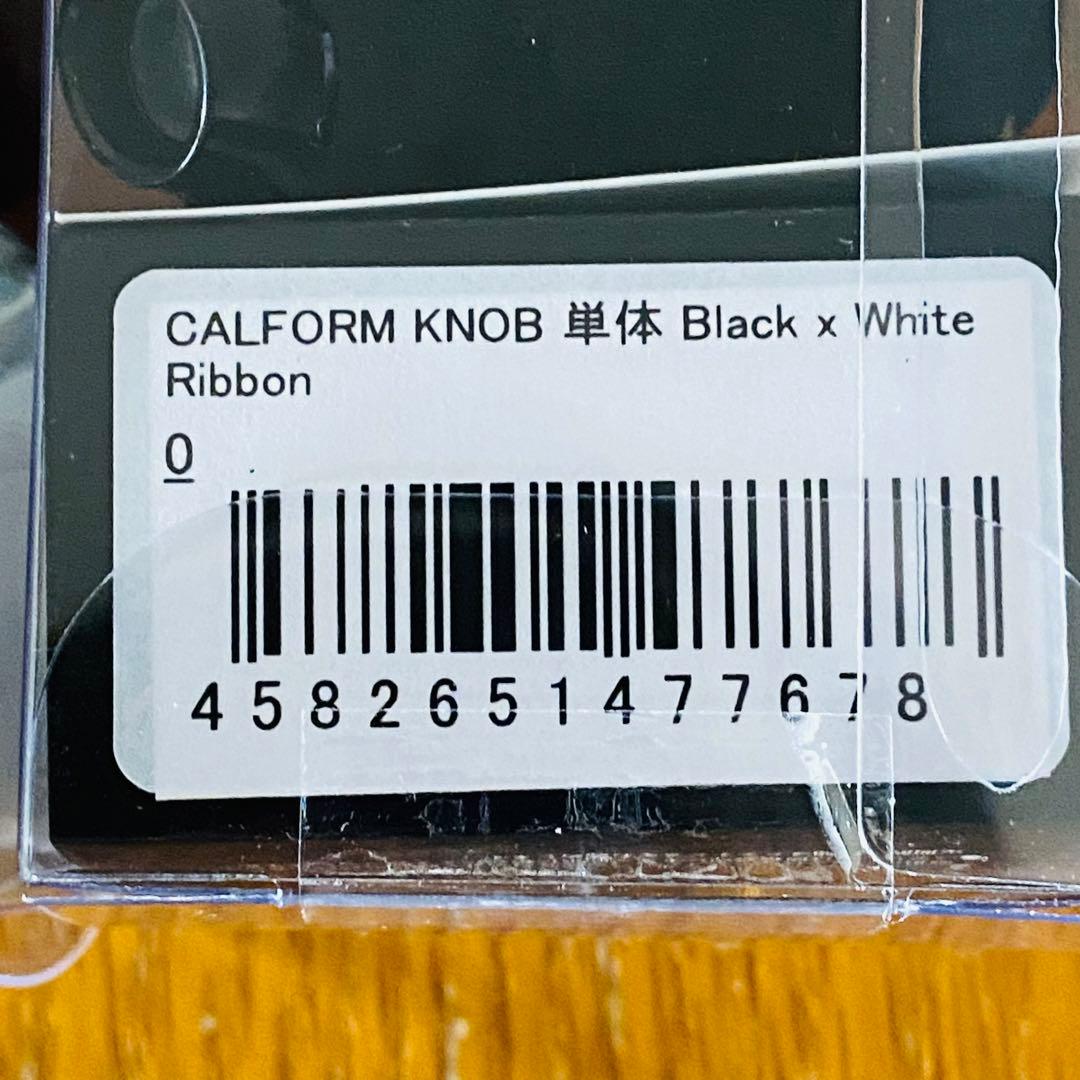 CALFORM KNOB 単体 Black x White
Ribbon
0
4582651477678